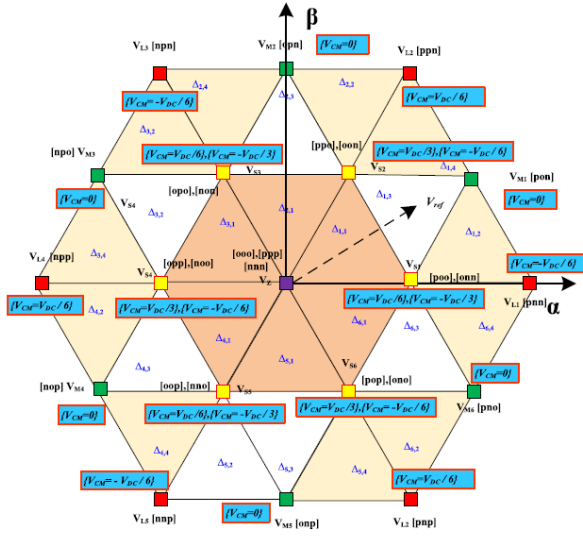 β
V_L3 [npn]
V_M2 [opn]
{V_CM=0}
V_L2 [ppn]
Δ_2,4
Δ_2,3
Δ_2,2
{V_CM= -V_DC / 6}
{V_CM=V_DC / 6}
Δ_3,2
[ppo],[oon]
[npo] V_M3
{V_CM=V_DC /6},{V_CM= -V_DC / 3}
{V_CM=V_DC/3},{V_CM= -V_DC / 6}
Δ_1,4
V_S3
V_S2
V_M1 [pon]
{V_CM=0}
[opo],[non]
Δ_1,3
{V_CM=0}
V_S4
Δ_3,2
Δ_3,1
Δ_2,1
Δ_1,1
V_ref
Δ_1,2
V_L4 [npp]
Δ_3,4
[ooo],[ppp]
[nnn]
V_S4
[opp],[noo]
V_Z
V_S1
[poo],[onn]
{V_CM=-V_DC / 6}
{V_CM=V_DC / 6}
Δ_4,2
{V_CM=V_DC/3},{V_CM= -V_DC / 6}
{V_CM=V_DC /6},{V_CM= -V_DC / 3}
V_L1 [pnn]
α
Δ_4,1
Δ_6,1
Δ_6,3
Δ_6,4
Δ_4,3
Δ_5,1
V_S6
{V_CM=0}
[nop] V_M4
[oop],[nno]
V_S5
[pop],[ono]
{V_CM=0}
{V_CM=V_DC /6},{V_CM= -V_DC / 3}
{V_CM=V_DC/3},{V_CM= -V_DC / 6}
V_M6 [pno]
Δ_4,4
Δ_5,2
Δ_5,3
Δ_5,4
Δ_6,2
{V_CM= - V_DC / 6}
{V_CM=V_DC / 6}
V_L5 [nnp]
{V_CM=0}
V_M5 [onp]
V_L2 [pnp]